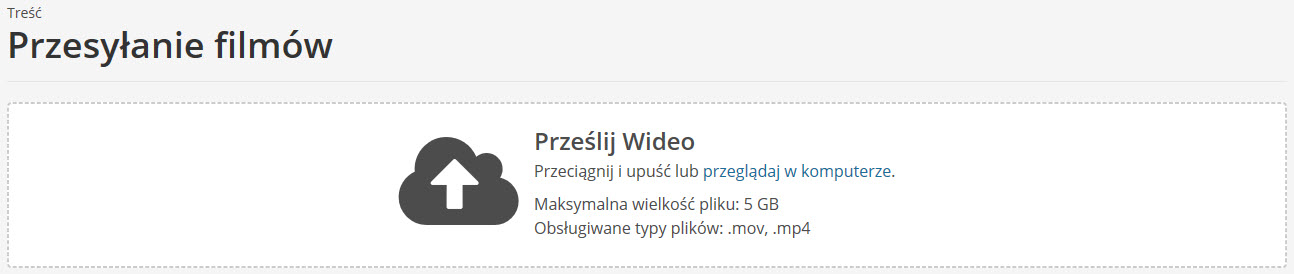 Treść
Przesyłanie filmów
Prześlij Wideo
Przeciągnij i upuść lub przeglądaj w komputerze.
Maksymalna wielkość pliku: 5 GB
Obsługiwane typy plików: .mov, .mp4